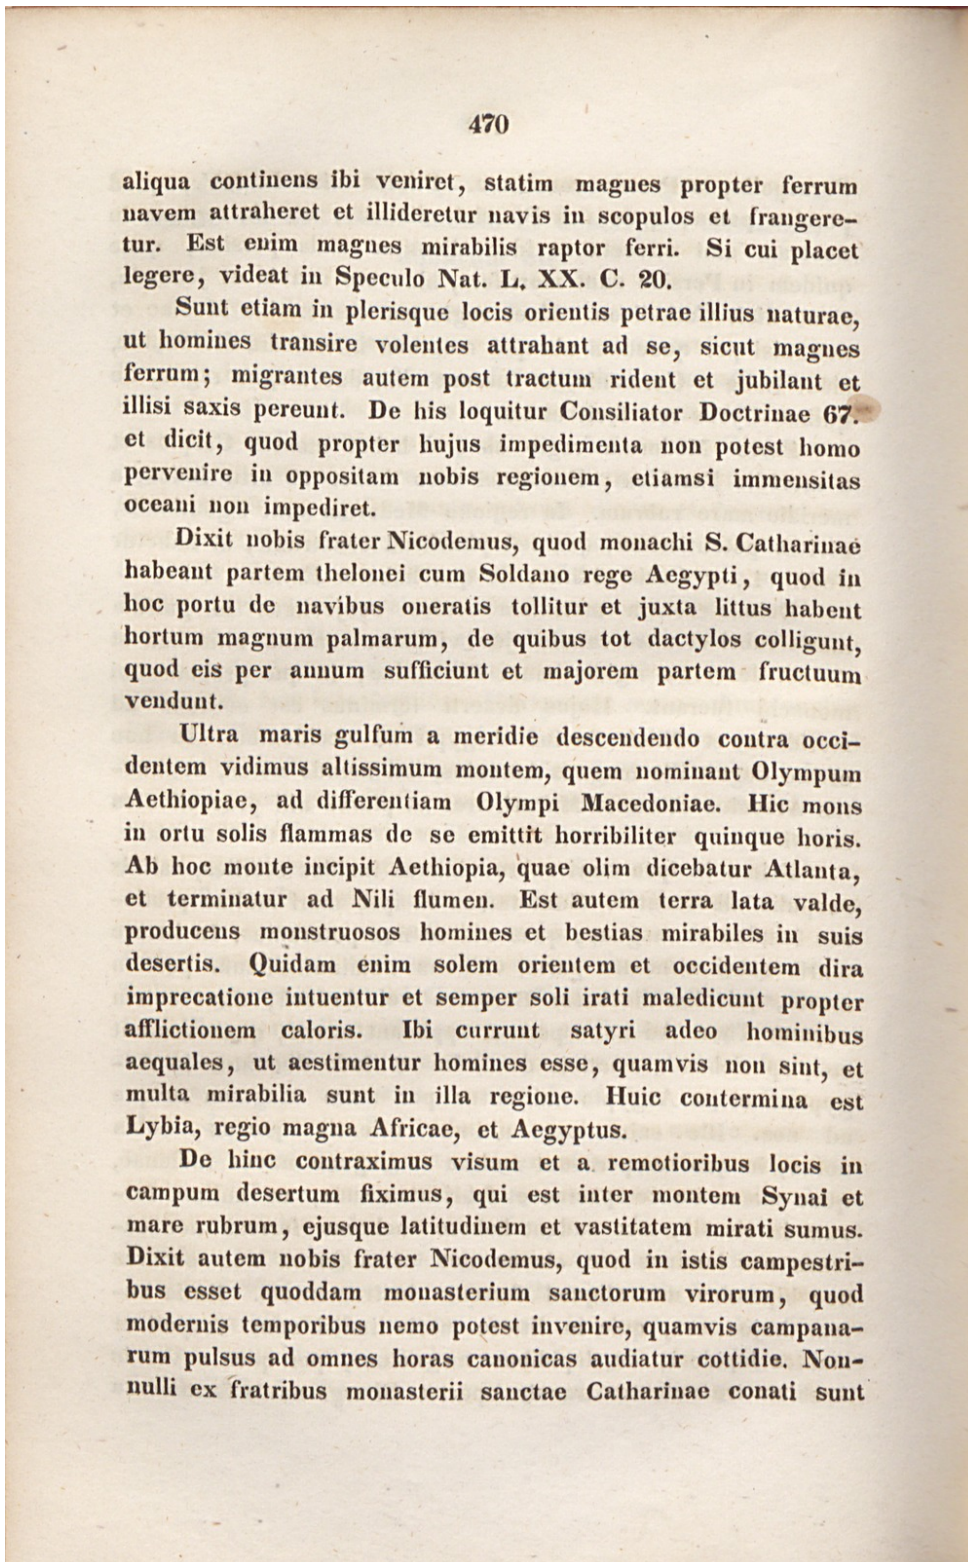 470
aliqua continens ibi veniret, statim magnes propter ferrum
navem attraheret et illideretur navis in scopulos et frangere-
tur. Est enim magnes mirabilis raptor ferri. Si cui placet
legere, videat in Speculo Nat. L. XX. C. 20.
Sunt etiam in plerisque locis orientis petrae illius naturae,
ut homines transire volentes attrahant ad se, sicut magnes
ferrum; migrantes autem post tractum rident et jubilant et
illisi saxis pereunt. De his loquitur Consiliator Doctrinae 67.
et dicit, quod propter hujus impedimenta non potest homo
pervenire in oppositam nobis regionem, etiamsi immensitas
oceani non impediret.
Dixit nobis frater Nicodemus, quod monachi S. Catharinae
habeant partem thelonei cum Soldano rege Aegypti, quod in
hoc portu de navibus oneratis tollitur et juxta littus habent
hortum magnum palmarum, de quibus tot dactylos colligunt,
quod eis per annum sufficiunt et majorem partem fructuum
vendunt.
Ultra maris gulfum a meridie descendendo contra occi-
dentem vidimus altissimum montem, quem nominant Olympum
Aethiopiae, ad differentiam Olympi Macedoniae. Hic mons
in ortu solis flammas de se emittit horribiliter quinque horis.
Ab hoc monte incipit Aethiopia, quae olim dicebatur Atlanta,
et terminatur ad Nili flumen. Est autem terra lata valde,
producens monstruosos homines et bestias mirabiles in suis
desertis. Quidam enim solem orientem et occidentem dira
imprecatione intuentur et semper soli irati maledicunt propter
afflictionem caloris. Ibi currunt satyri adeo hominibus
aequales, ut aestimentur homines esse, quamvis non sint, et
multa mirabilia sunt in illa regione. Huic contermina est
Lybia, regio magna Africae, et Aegyptus.
De hinc contraximus visum et a remotioribus locis in
campum desertum fiximus, qui est inter montem Synai et
mare rubrum, ejusque latitudinem et vastitatem mirati sumus.
Dixit autem nobis frater Nicodemus, quod in istis campestri-
bus esset quoddam monasterium sanctorum virorum, quod
modernis temporibus nemo potest invenire, quamvis campana-
rum pulsus ad omnes horas canonicas audiatur cottidie. Non-
nulli ex fratribus monasterii sanctae Catharinae conati sunt